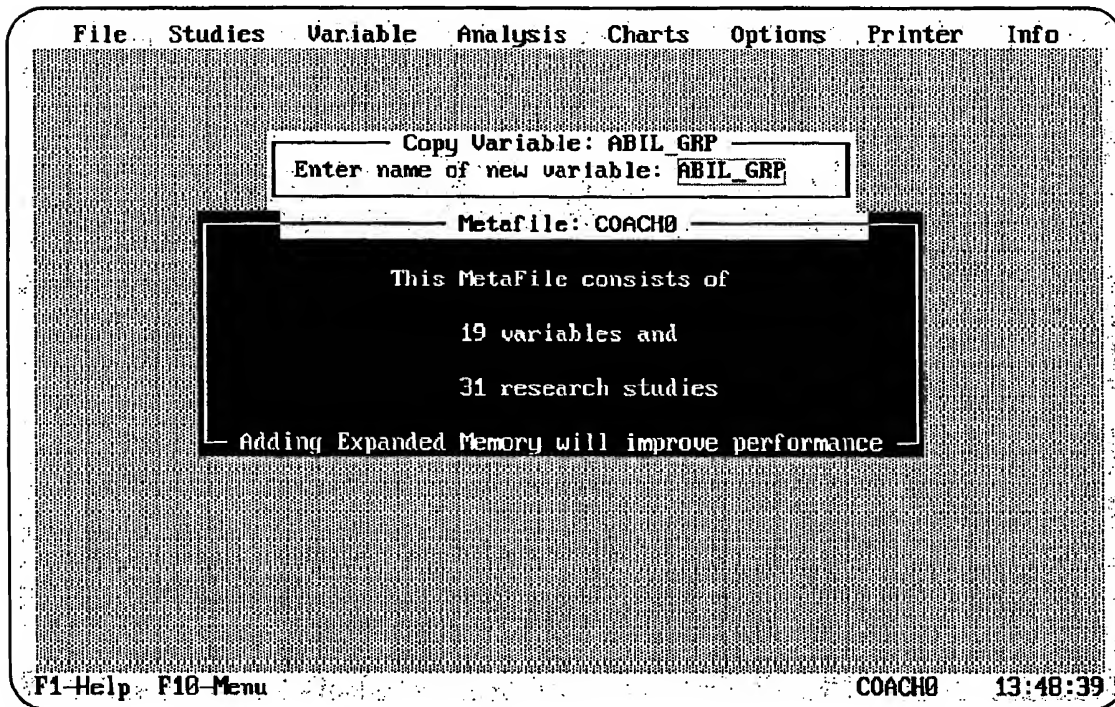 File Studies Variable Analysis Charts Options Printer Info
Copy Variable: ABIL_GRP
Enter name of new variable: ABIL_GRP
Metafile: COACH0
This MetaFile consists of
19 variables and
31 research studies
Adding Expanded Memory will improve performance
F1-Help F10-Menu COACH0 13:48:39